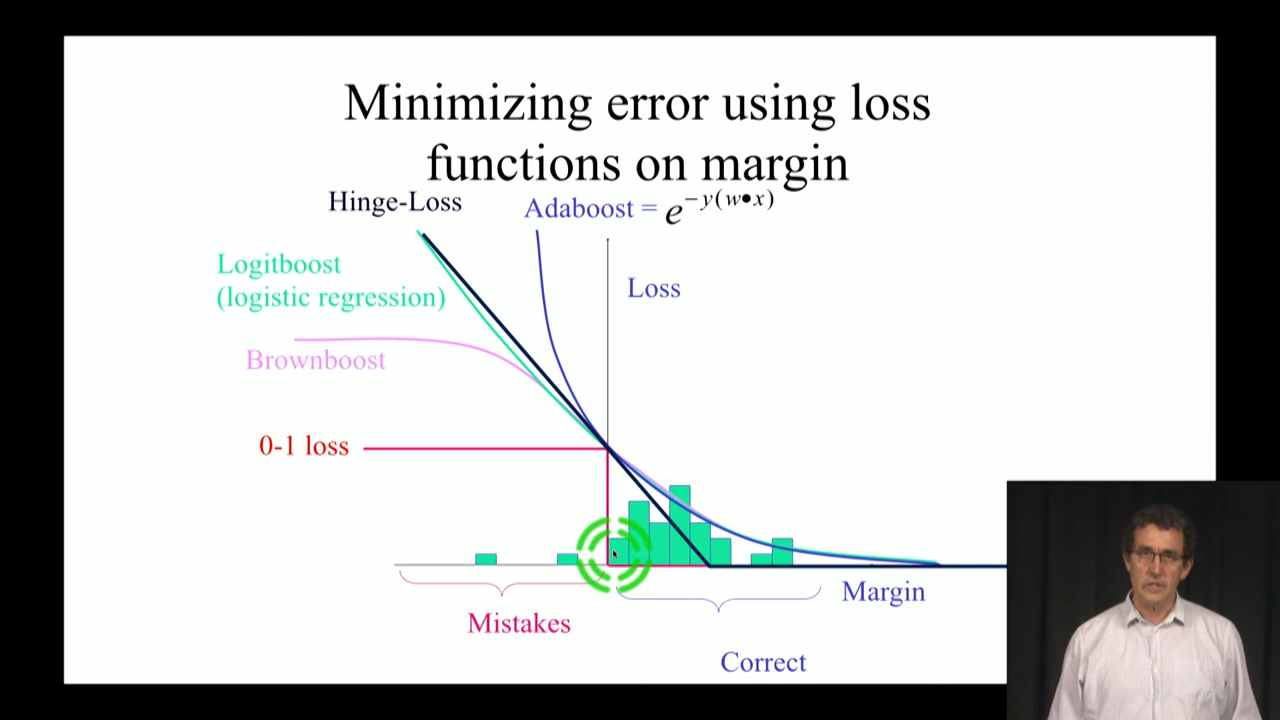 Minimizing error using loss
functions on margin
Hinge-Loss
Adaboost = e^{-y(w•x)}
Logitboost
(logistic regression)
Loss
Brownboost
0-1 loss
Margin
Mistakes
Correct